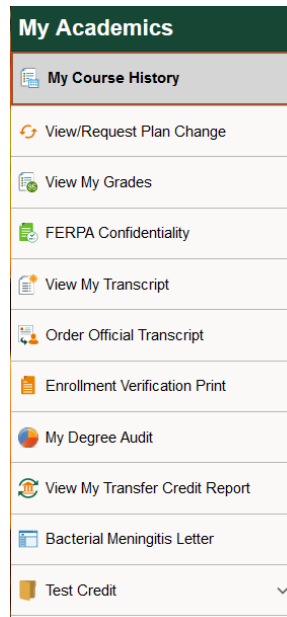 My Academics
My Course History
View/Request Plan Change
View My Grades
FERPA Confidentiality
View My Transcript
Order Official Transcript
Enrollment Verification Print
My Degree Audit
View My Transfer Credit Report
Bacterial Meningitis Letter
Test Credit